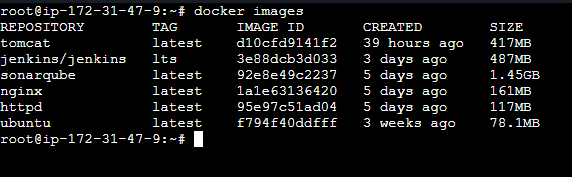 root@ip-172-31-47-9:~# docker images
REPOSITORY TAG IMAGE ID CREATED SIZE
tomcat latest d10cfd9141f2 39 hours ago 417MB
jenkins/jenkins lts 3e88dcb3d033 3 days ago 487MB
sonarqube latest 92e8e49c2237 5 days ago 1.45GB
nginx latest 1a1e63136420 5 days ago 161MB
httpd latest 95e97c51ad04 5 days ago 117MB
ubuntu latest f794f40ddfff 3 weeks ago 78.1MB
root@ip-172-31-47-9:~#